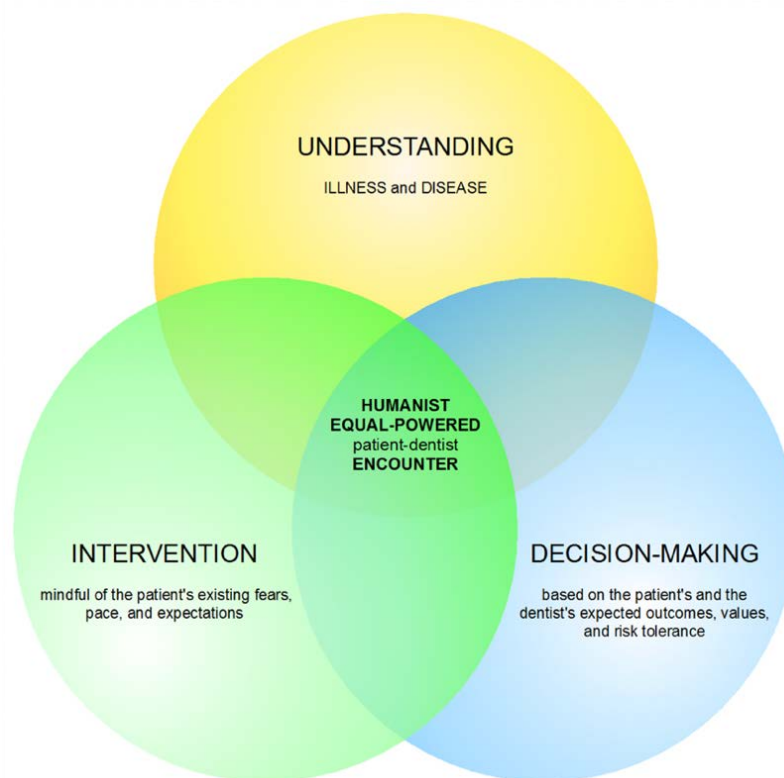 UNDERSTANDING
ILLNESS and DISEASE
HUMANIST
EQUAL-POWERED
patient-dentist
ENCOUNTER
INTERVENTION
mindful of the patient's existing fears,
pace, and expectations
DECISION-MAKING
based on the patient's and the
dentist's expected outcomes, values,
and risk tolerance